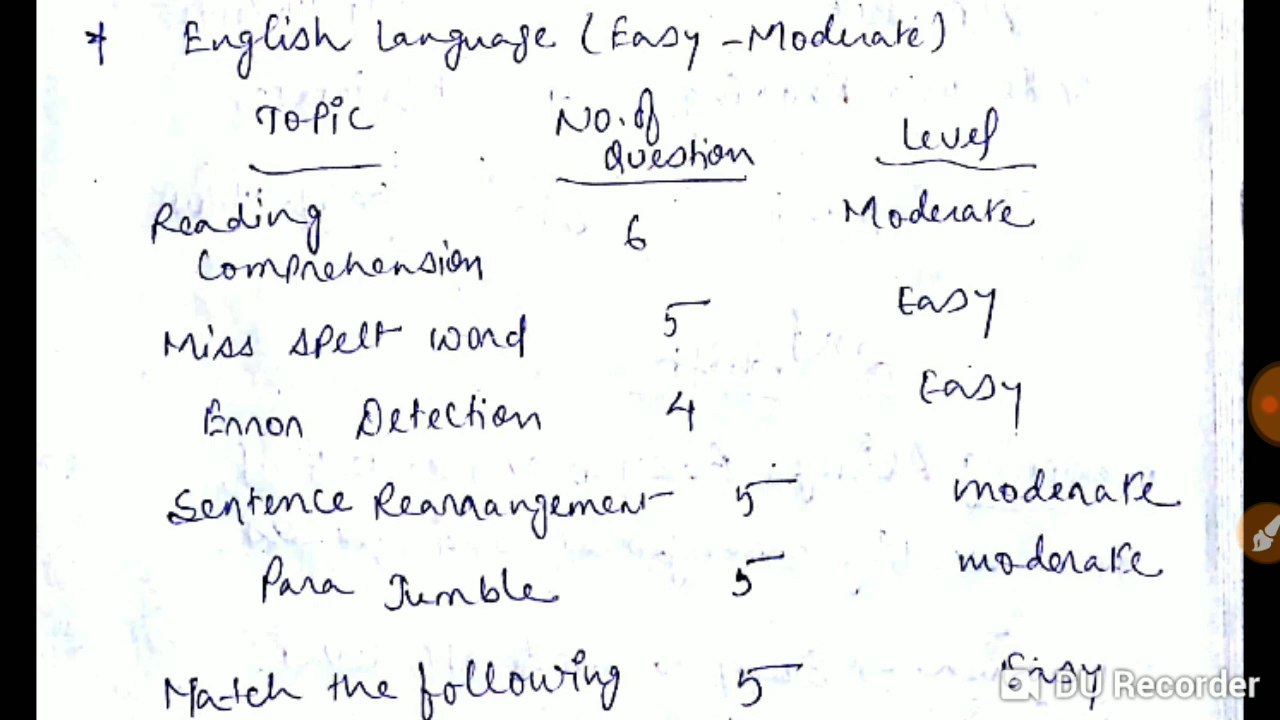 * English Language (Easy - Moderate)
Topic No. of Question Level
Reading Comprehension 6 Moderate
Miss spelt word 5 Easy
Error Detection 4 Easy
Sentence Rearrangement 5 moderate
Para Jumble 5 moderate
Match the following 5 Easy
DU Recorder